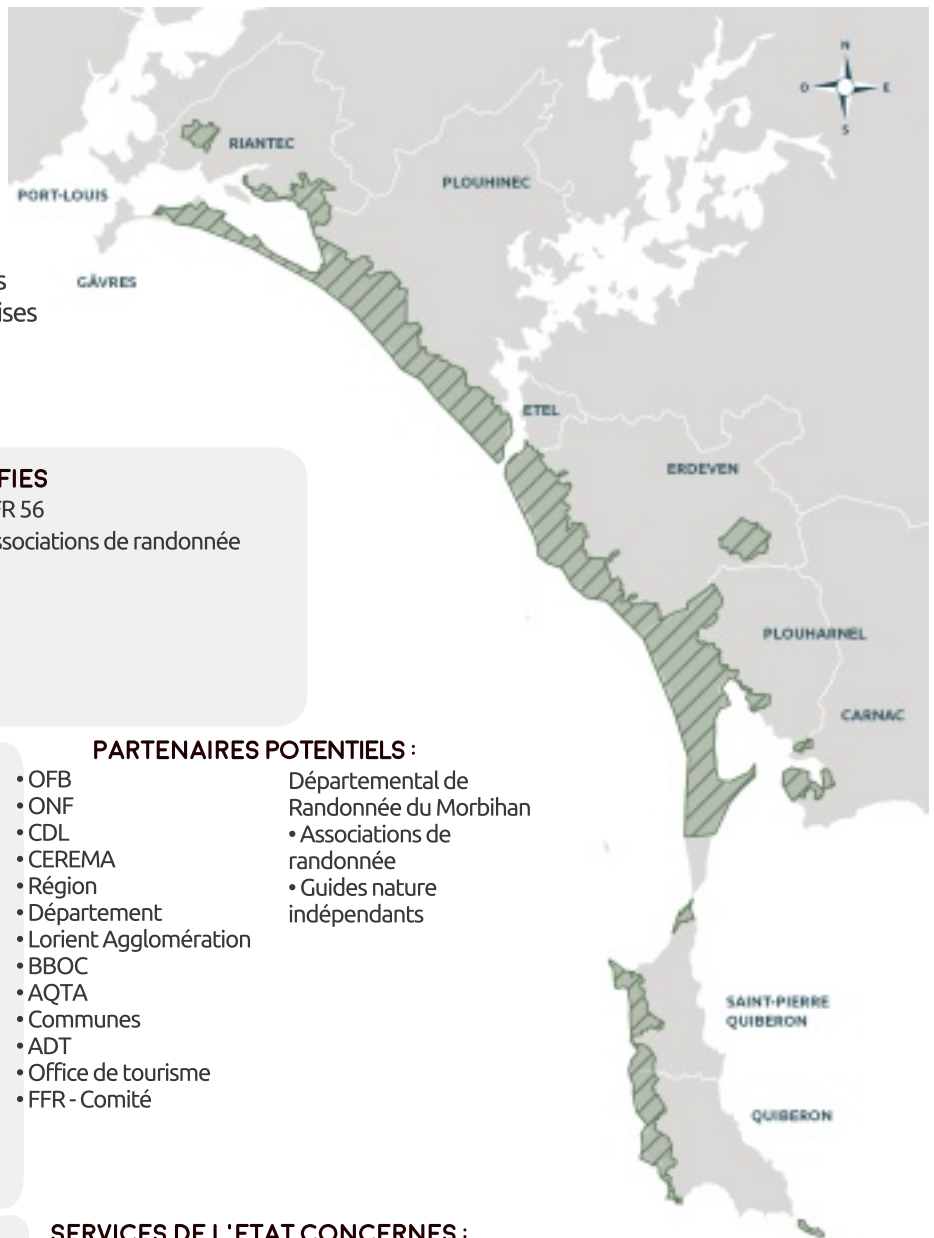 N
O
E
S
RIANTEC
PLOUHINEC
PORT-LOUIS
GÂVRES
s
ises
ETEL
ERDEVEN
FIES
FR 56
ssociations de randonnée
PLOUHARNEL
CARNAC
PARTENAIRES POTENTIELS :
• OFB
• ONF
• CDL
• CEREMA
• Région
• Département
• Lorient Agglomération
• BBOC
• AQTA
• Communes
• ADT
• Office de tourisme
• FFR - Comité
Départemental de
Randonnée du Morbihan
• Associations de
randonnée
• Guides nature
indépendants
SAINT-PIERRE
QUIBERON
QUIBERON
SERVICES DE L'ETAT CONCERNES :